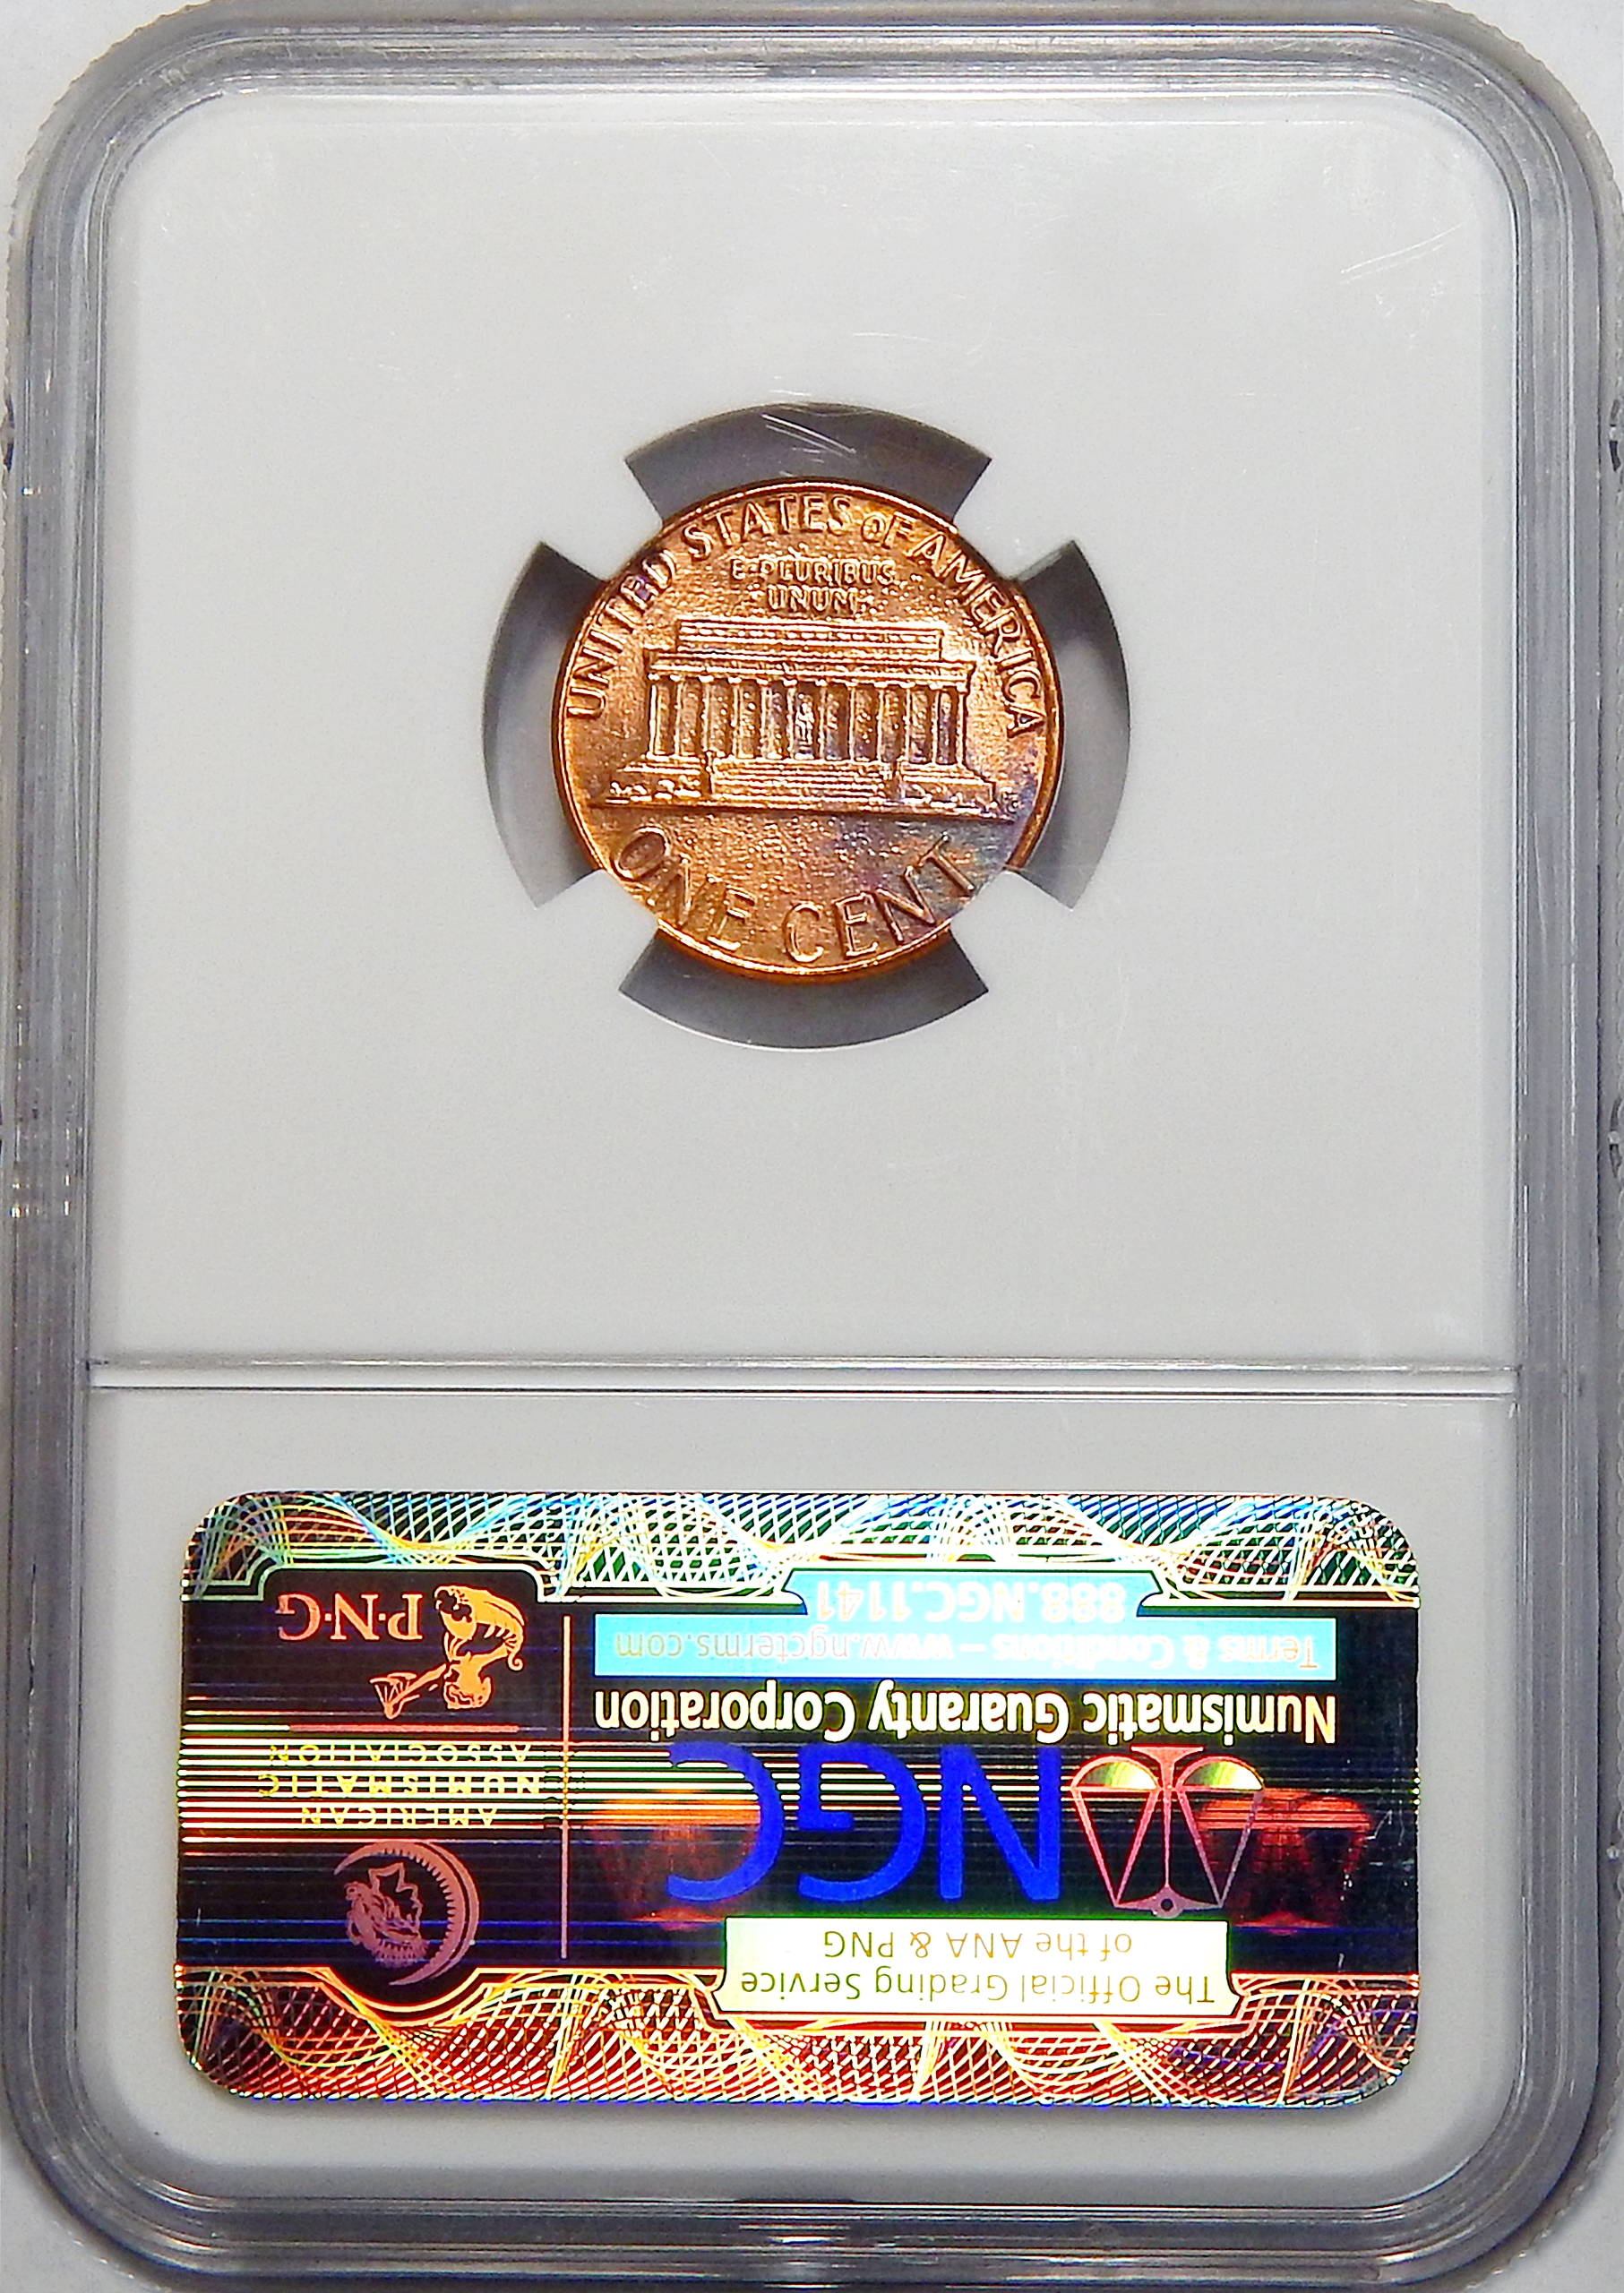 UNITED STATES OF AMERICA
E·PLURIBUS
UNUM
ONE CENT
The Official Grading Service
of the ANA & PNG
NGC
Numismatic Guaranty Corporation
Terms & Conditions – www.ngcterms.com
888.NGC.1141
AMERICAN
NUMISMATIC
ASSOCIATION
P·N·G